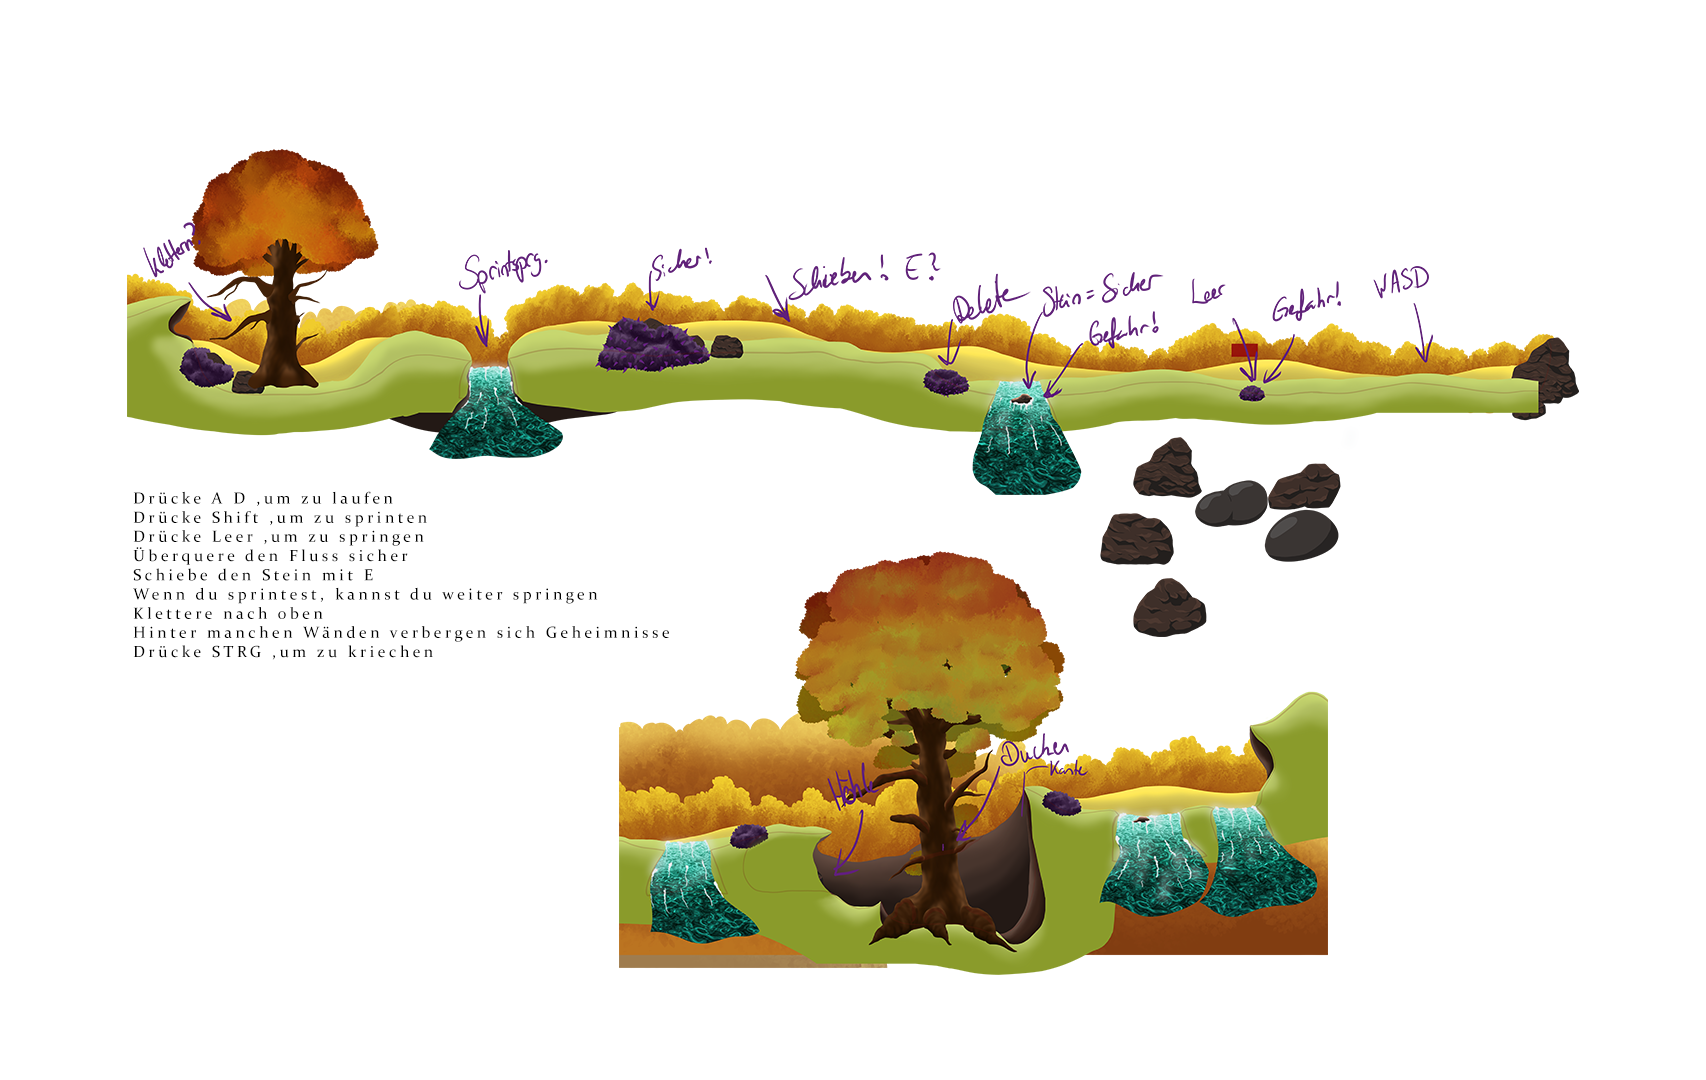 Klettern?
Sprintsprg.
Sicher!
Schieben! E?
Delete
Stein = Sicher
Gefahr!
Leer
Gefahr!
WASD
Drücke A D ,um zu laufen
Drücke Shift ,um zu sprinten
Drücke Leer ,um zu springen
Überquere den Fluss sicher
Schiebe den Stein mit E
Wenn du sprintest, kannst du weiter springen
Klettere nach oben
Hinter manchen Wänden verbergen sich Geheimnisse
Drücke STRG ,um zu kriechen
Ducken
Kante
Höhle